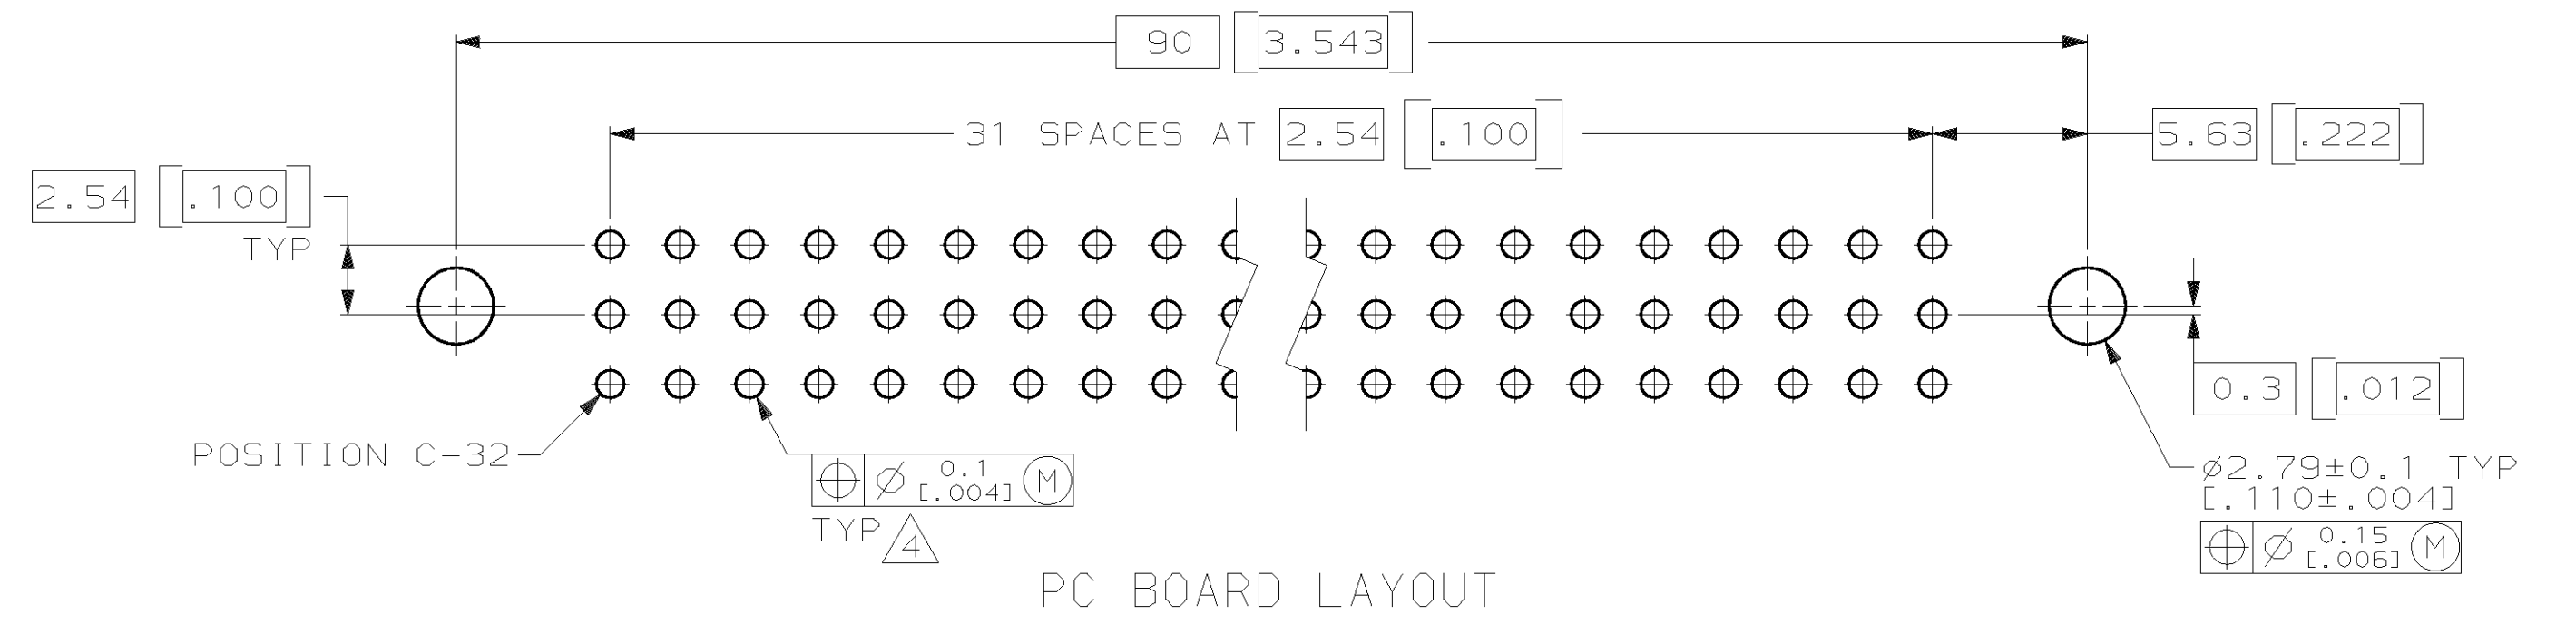 90 [3.543]
31 SPACES AT 2.54 [.100]
5.63 [.222]
2.54 [.100]
TYP
0.3 [.012]
POSITION C-32
⌖ ⌀ 0.1 Ⓜ
[.004]
TYP 4
⌀2.79±0.1 TYP
[.110±.004]
⌖ ⌀ 0.15 Ⓜ
[.006]
PC BOARD LAYOUT